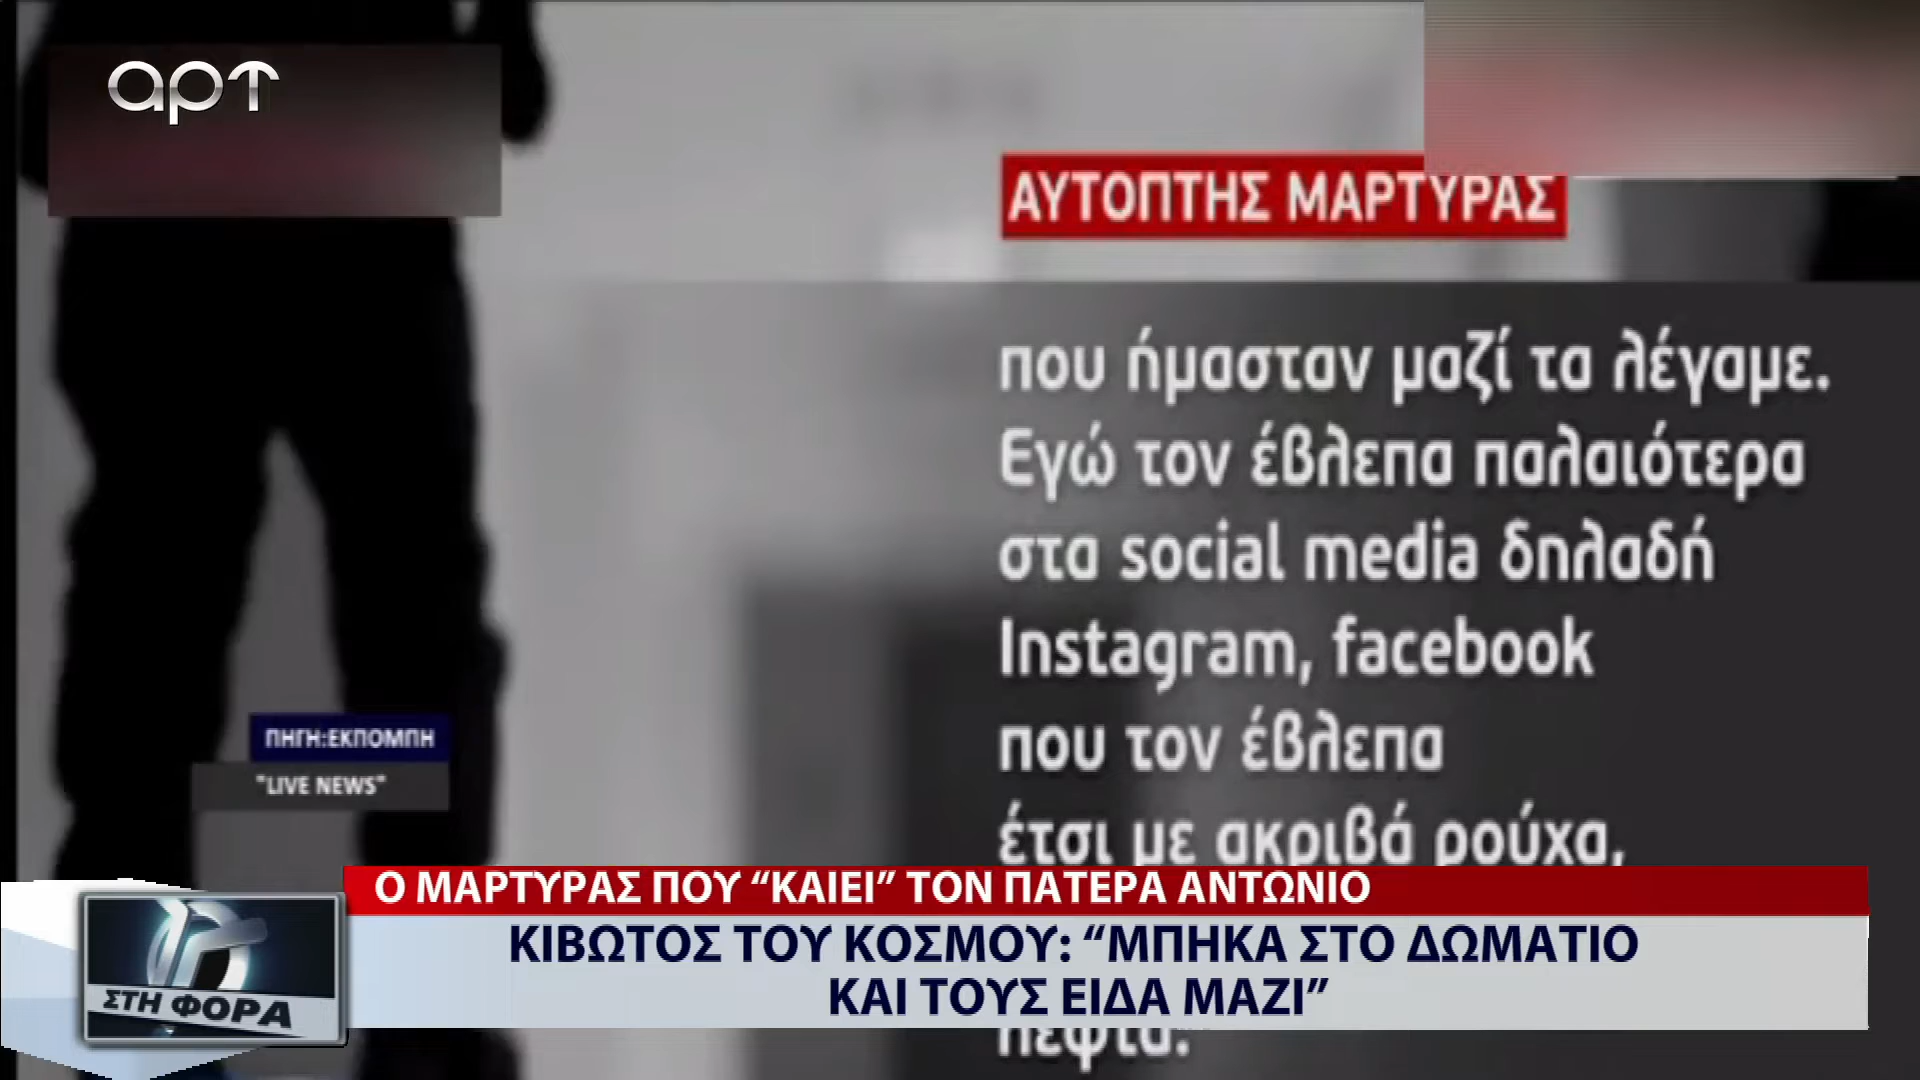 αρτ
ΑΥΤΟΠΤΗΣ ΜΑΡΤΥΡΑΣ
που ήμασταν μαζί τα λέγαμε.
Εγώ τον έβλεπα παλαιότερα
στα social media δηλαδή
Instagram, facebook
που τον έβλεπα
έτσι με ακριβά ρούχα,
ΠΗΓΗ:ΕΚΠΟΜΠΗ
"LIVE NEWS"
Ο ΜΑΡΤΥΡΑΣ ΠΟΥ “ΚΑΙΕΙ” ΤΟΝ ΠΑΤΕΡΑ ΑΝΤΩΝΙΟ
ΚΙΒΩΤΟΣ ΤΟΥ ΚΟΣΜΟΥ: “ΜΠΗΚΑ ΣΤΟ ΔΩΜΑΤΙΟ
ΚΑΙ ΤΟΥΣ ΕΙΔΑ ΜΑΖΙ”
ΣΤΗ ΦΟΡΑ